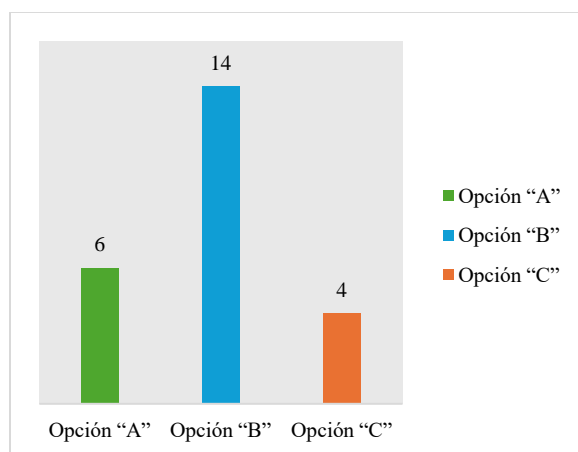 14
6
4
Opción “A”
Opción “B”
Opción “C”
Opción “A” Opción “B” Opción “C”